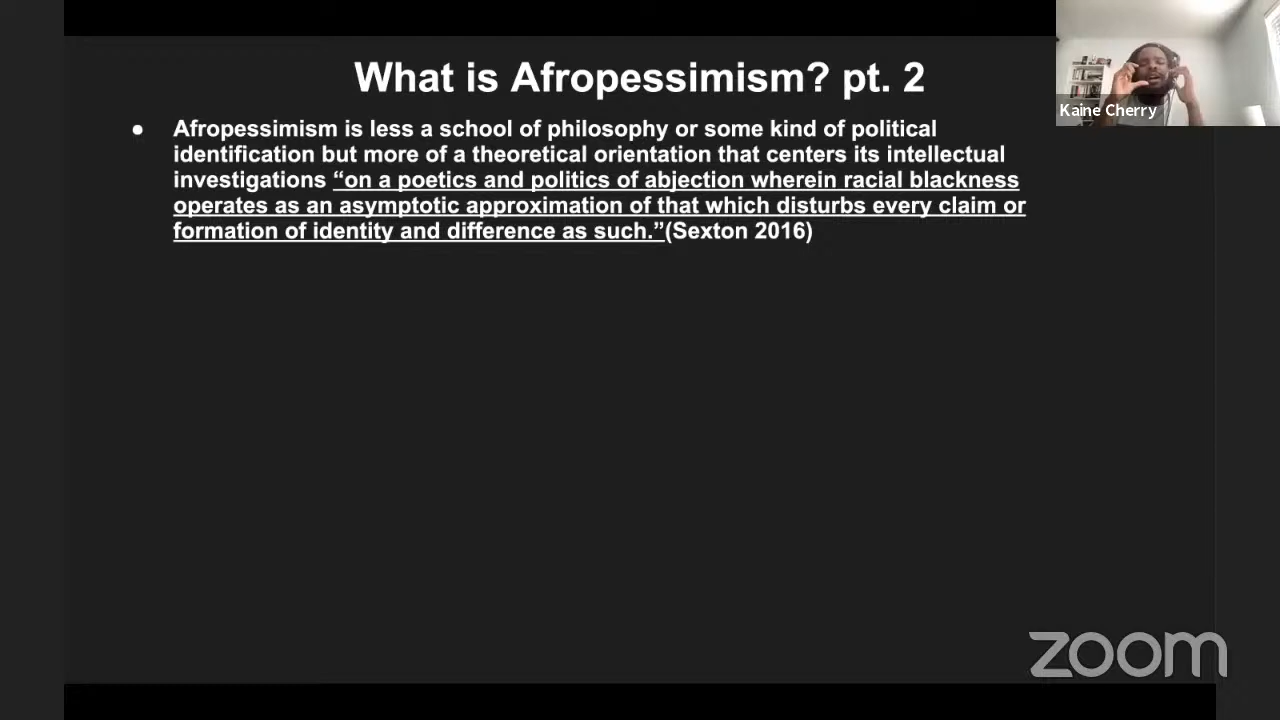 What is Afropessimism? pt. 2
Kaine Cherry
● Afropessimism is less a school of philosophy or some kind of political
identification but more of a theoretical orientation that centers its intellectual
investigations “on a poetics and politics of abjection wherein racial blackness
operates as an asymptotic approximation of that which disturbs every claim or
formation of identity and difference as such.”(Sexton 2016)
zoom